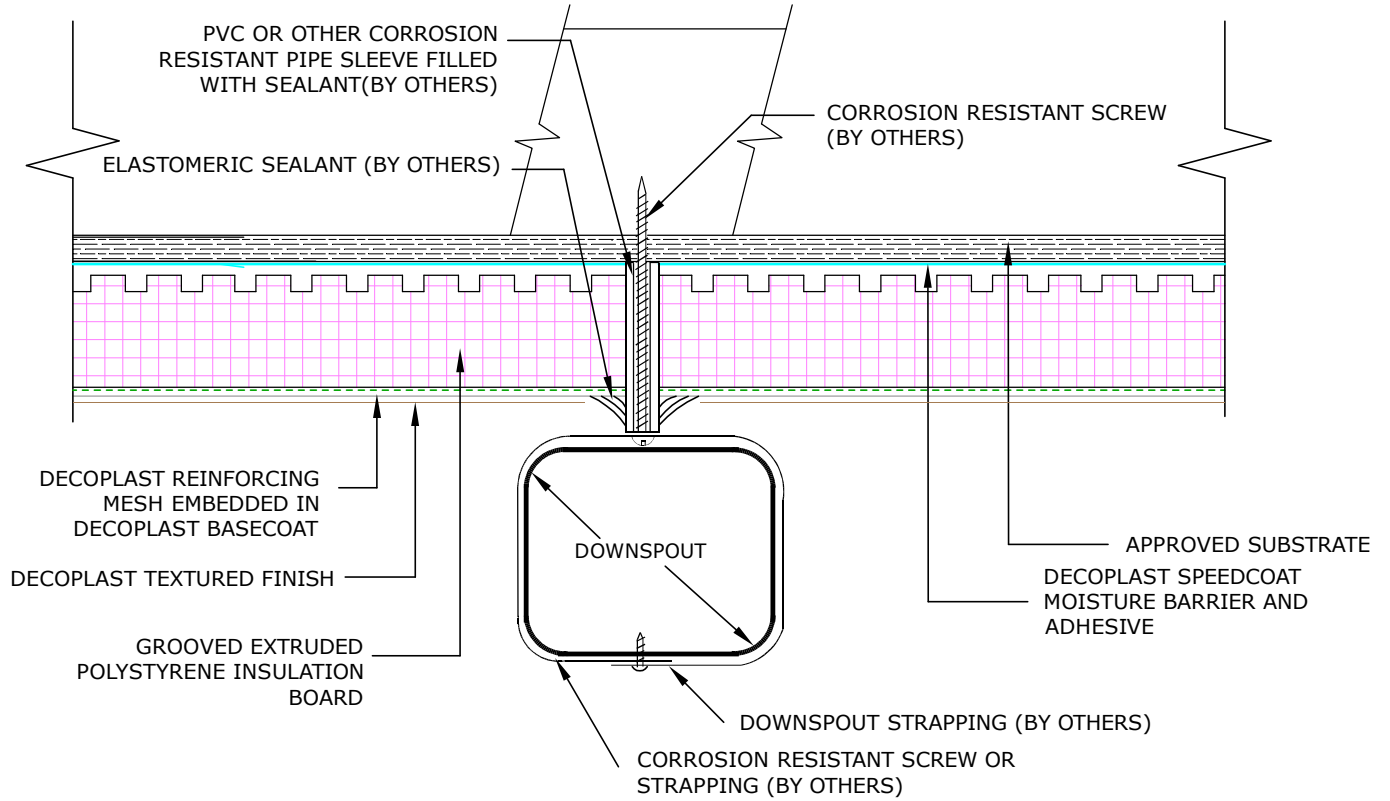 PVC OR OTHER CORROSION
RESISTANT PIPE SLEEVE FILLED
WITH SEALANT(BY OTHERS)
CORROSION RESISTANT SCREW
(BY OTHERS)
ELASTOMERIC SEALANT (BY OTHERS)
DECOPLAST REINFORCING
MESH EMBEDDED IN
DECOPLAST BASECOAT
DOWNSPOUT
APPROVED SUBSTRATE
DECOPLAST TEXTURED FINISH
DECOPLAST SPEEDCOAT
MOISTURE BARRIER AND
ADHESIVE
GROOVED EXTRUDED
POLYSTYRENE INSULATION
BOARD
DOWNSPOUT STRAPPING (BY OTHERS)
CORROSION RESISTANT SCREW OR
STRAPPING (BY OTHERS)